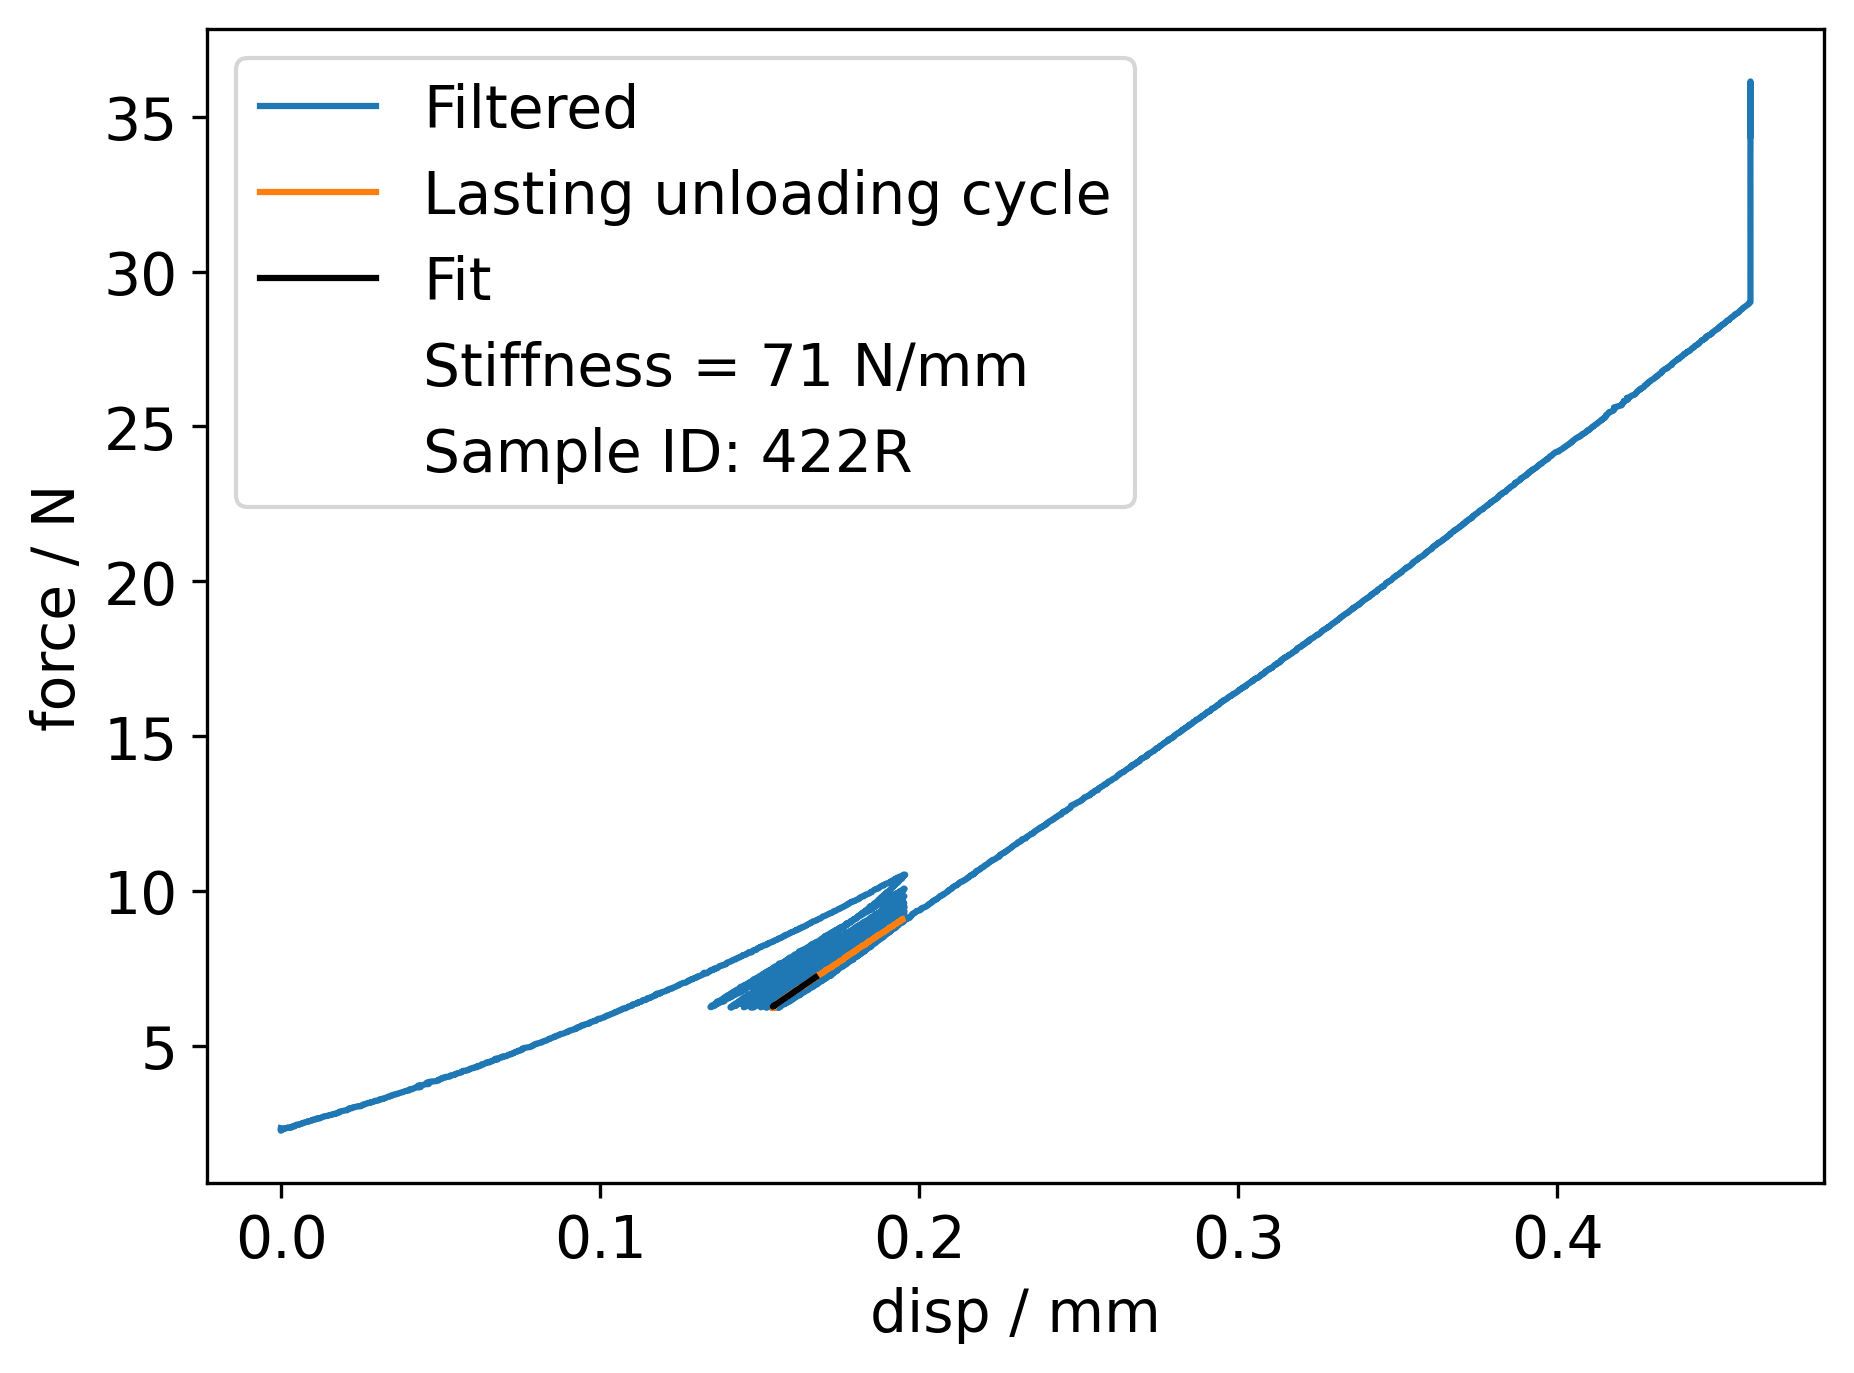 Filtered
Lasting unloading cycle
Fit
Stiffness = 71 N/mm
Sample ID: 422R
35
30
25
20
15
10
5
force / N
0.0 0.1 0.2 0.3 0.4
disp / mm